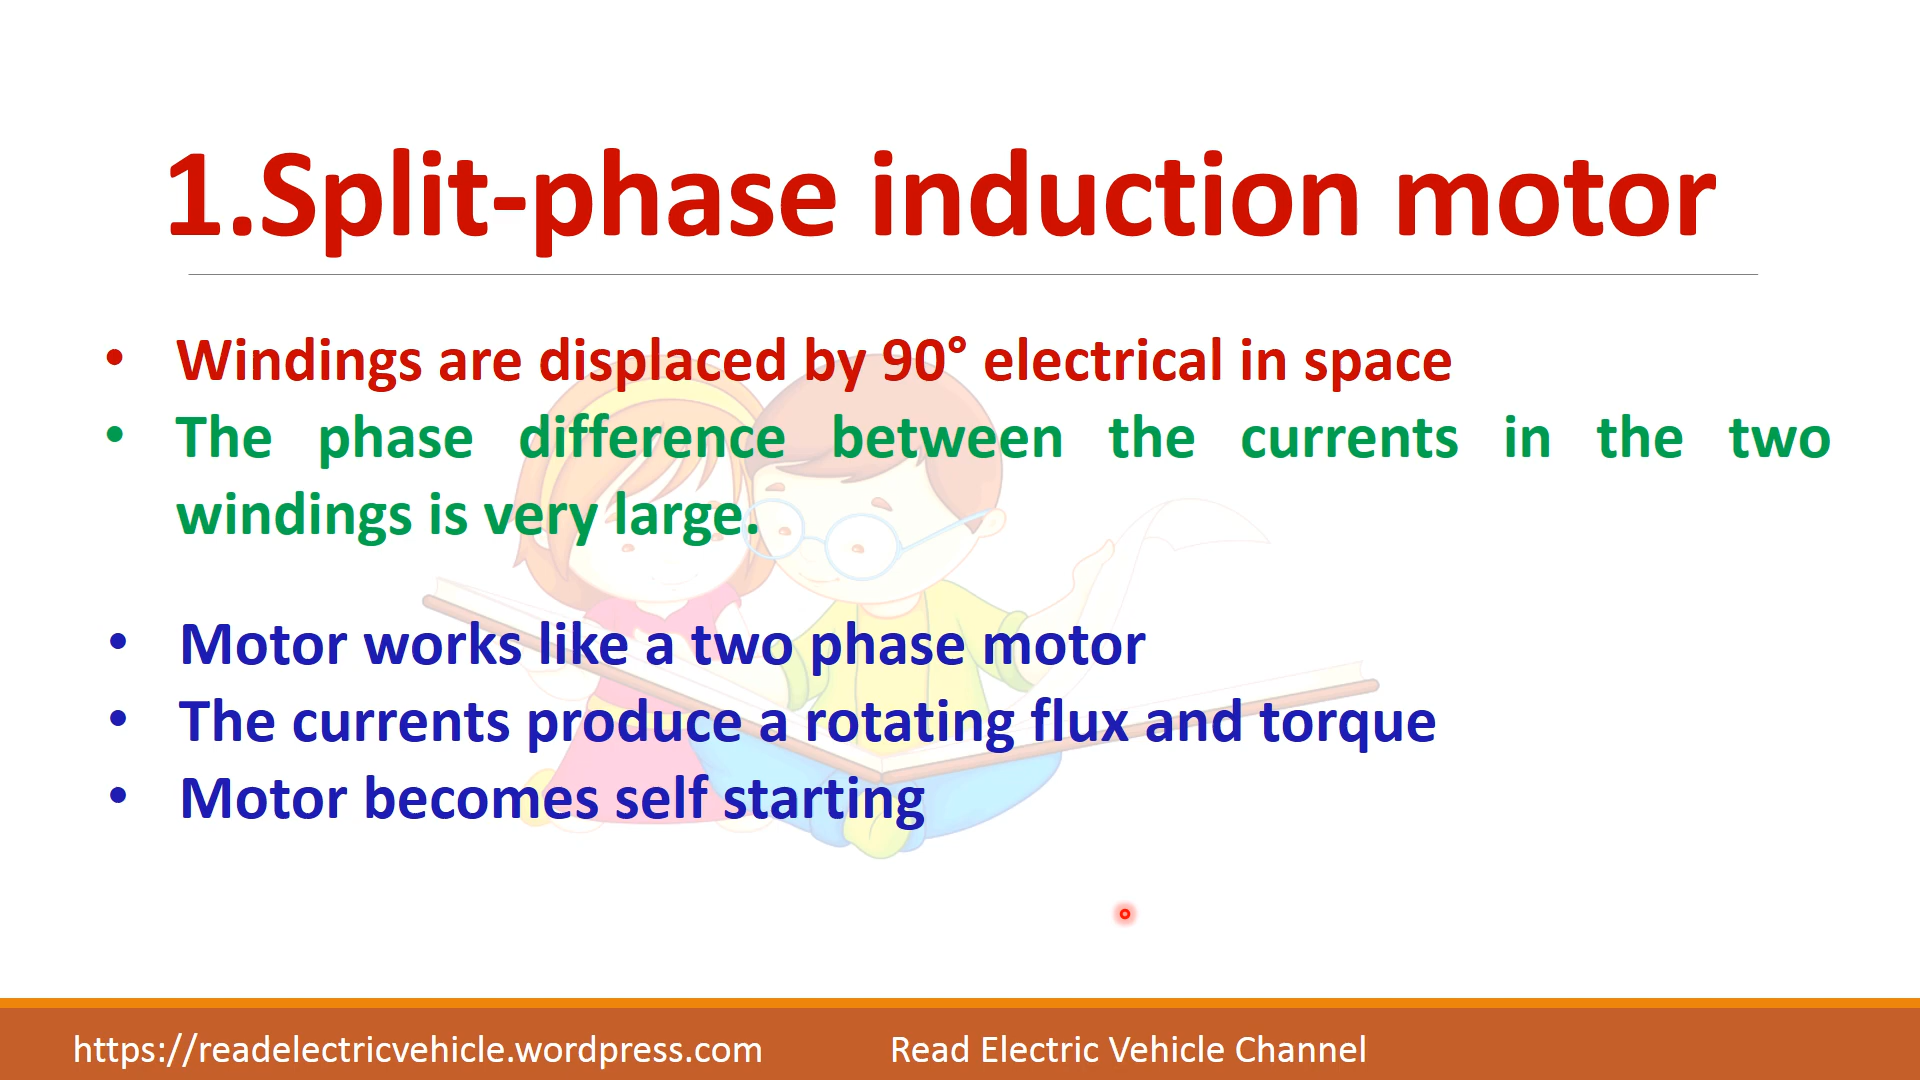 1.Split-phase induction motor
• Windings are displaced by 90° electrical in space
• The phase difference between the currents in the two
windings is very large.
• Motor works like a two phase motor
• The currents produce a rotating flux and torque
• Motor becomes self starting
https://readelectricvehicle.wordpress.com Read Electric Vehicle Channel